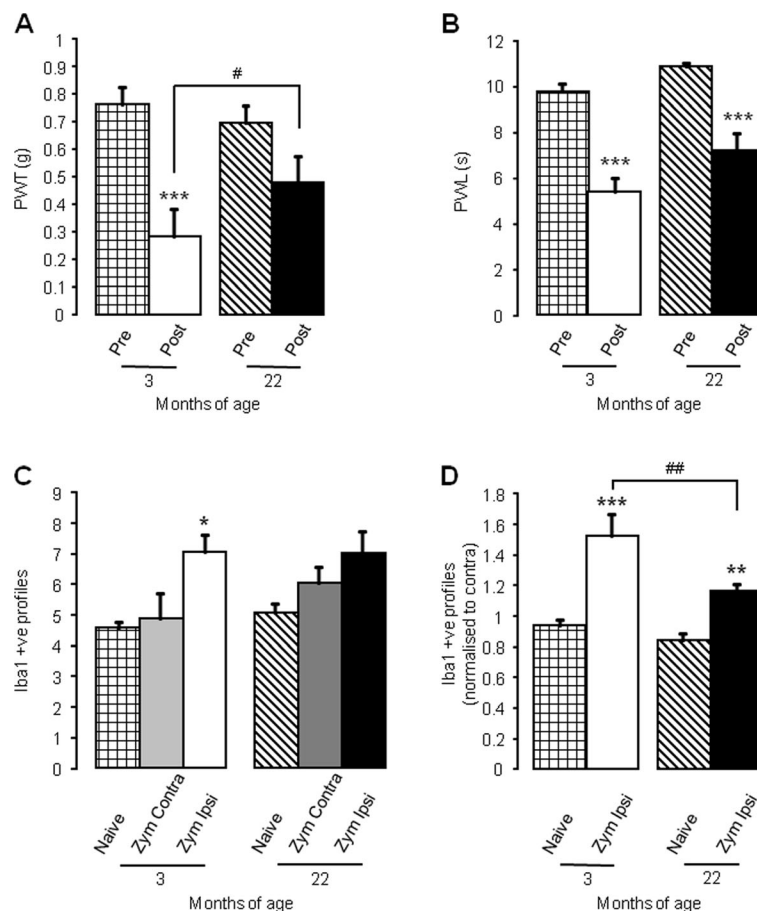 A
1
0.9
0.8
0.7
0.6
0.5
0.4
0.3
0.2
0.1
0
PWT (g)
***
#
Pre
Post
Pre
Post
3
22
Months of age
B
12
10
8
6
4
2
0
PWL (s)
***
***
Pre
Post
Pre
Post
3
22
Months of age
C
9
8
7
6
5
4
3
2
1
0
Iba1 +ve profiles
*
Naive
Zym Contra
Zym Ipsi
Naive
Zym Contra
Zym Ipsi
3
22
Months of age
D
1.8
1.6
1.4
1.2
1
0.8
0.6
0.4
0.2
0
Iba1 +ve profiles
(normalised to contra)
***
##
**
Naive
Zym Ipsi
Naive
Zym Ipsi
3
22
Months of age